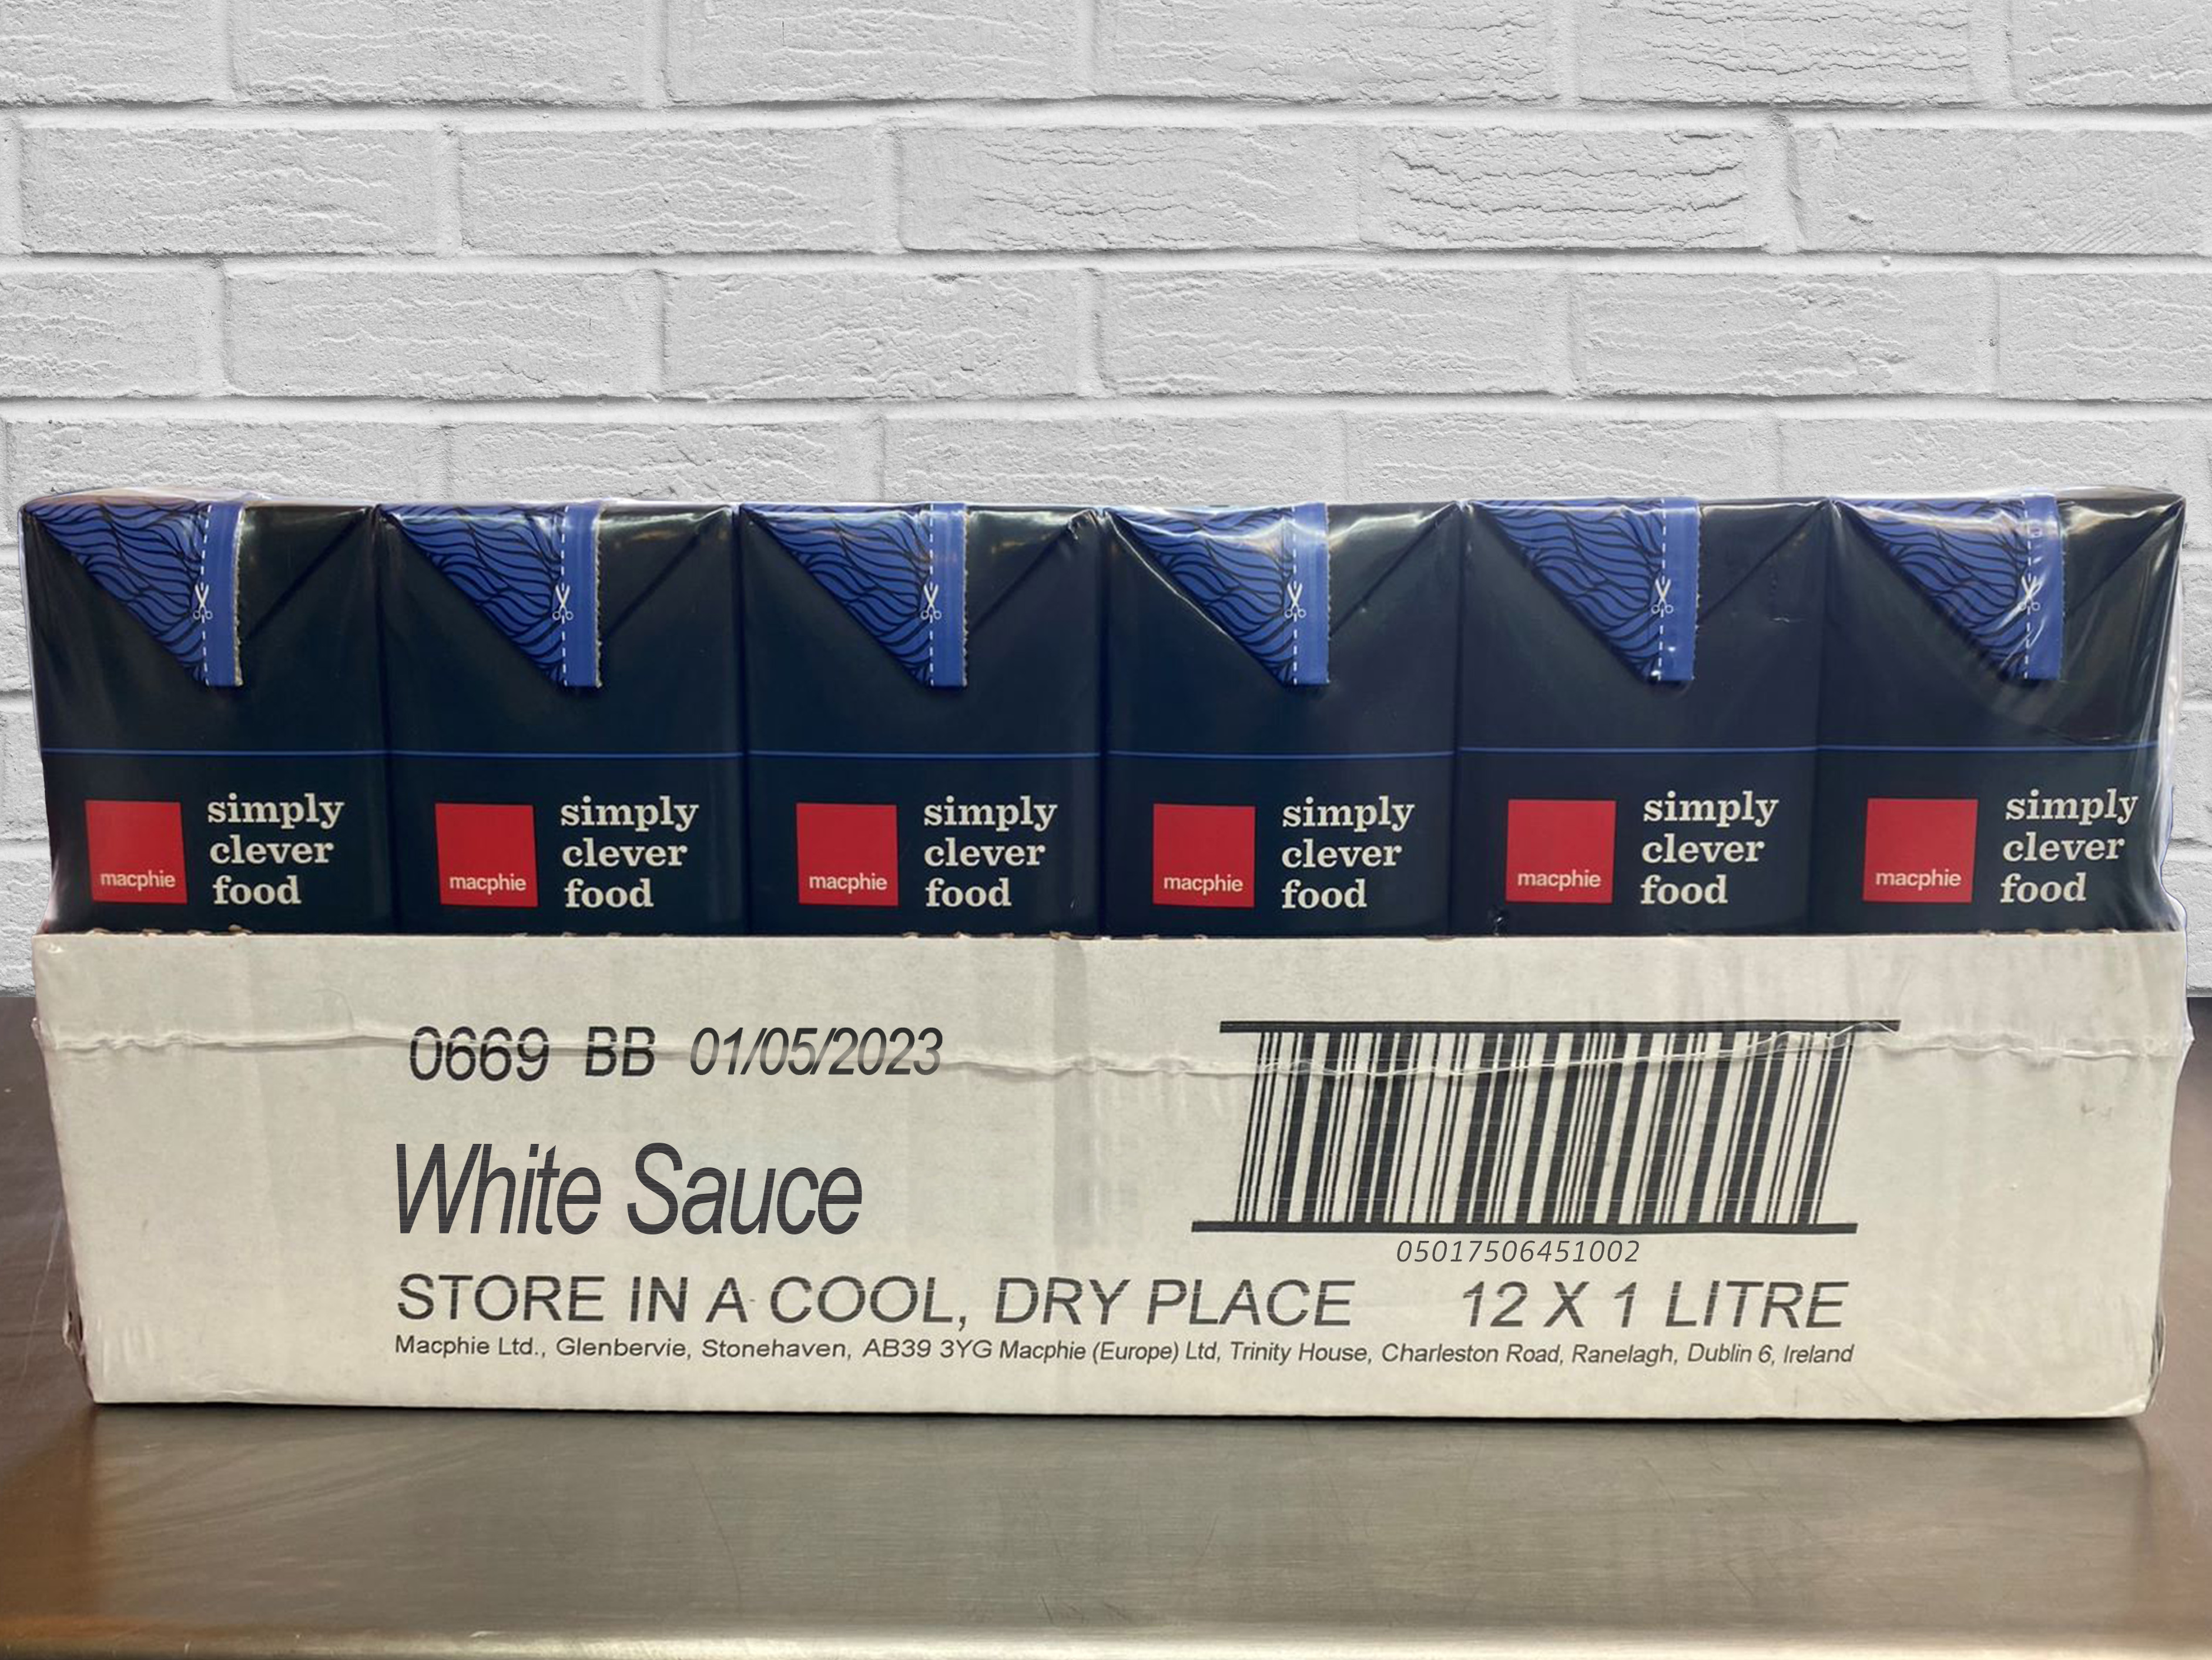 macphie
simply
clever
food
macphie
simply
clever
food
macphie
simply
clever
food
macphie
simply
clever
food
macphie
simply
clever
food
macphie
simply
clever
food
0669 BB 01/05/2023
White Sauce
05017506451002
STORE IN A COOL, DRY PLACE 12 X 1 LITRE
Macphie Ltd., Glenbervie, Stonehaven, AB39 3YG Macphie (Europe) Ltd, Trinity House, Charleston Road, Ranelagh, Dublin 6, Ireland